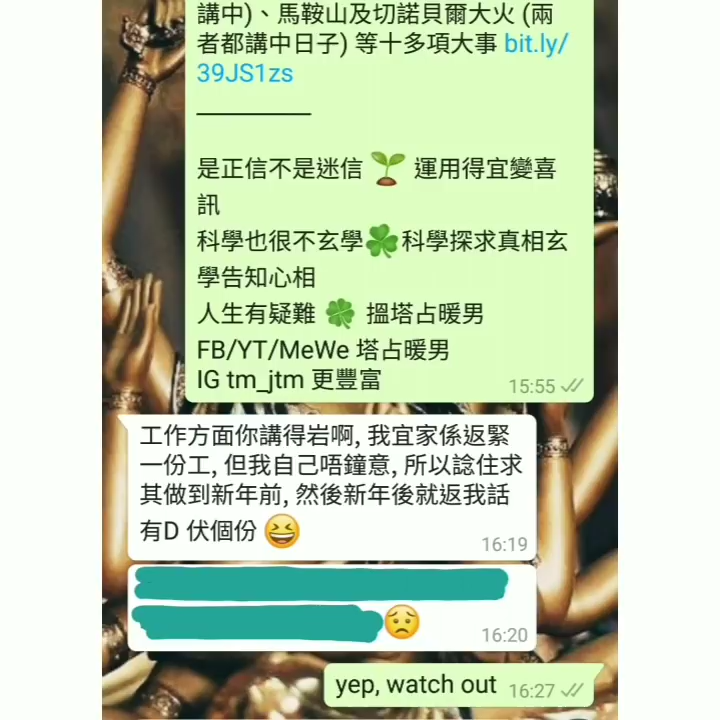 講中)、馬鞍山及切諾貝爾大火 (兩
者都講中日子) 等十多項大事 bit.ly/
39JS1zs
是正信不是迷信🌱 運用得宜變喜
訊
科學也很不玄學☘️科學探求真相玄
學告知心相
人生有疑難 🍀 搵塔占暖男
FB/YT/MeWe 塔占暖男
IG tm_jtm 更豐富
15:55
工作方面你講得岩啊, 我宜家係返緊
一份工, 但我自己唔鐘意, 所以諗住求
其做到新年前, 然後新年後就返我話
有D 伏個份 😆
16:19
😟
16:20
yep, watch out 16:27